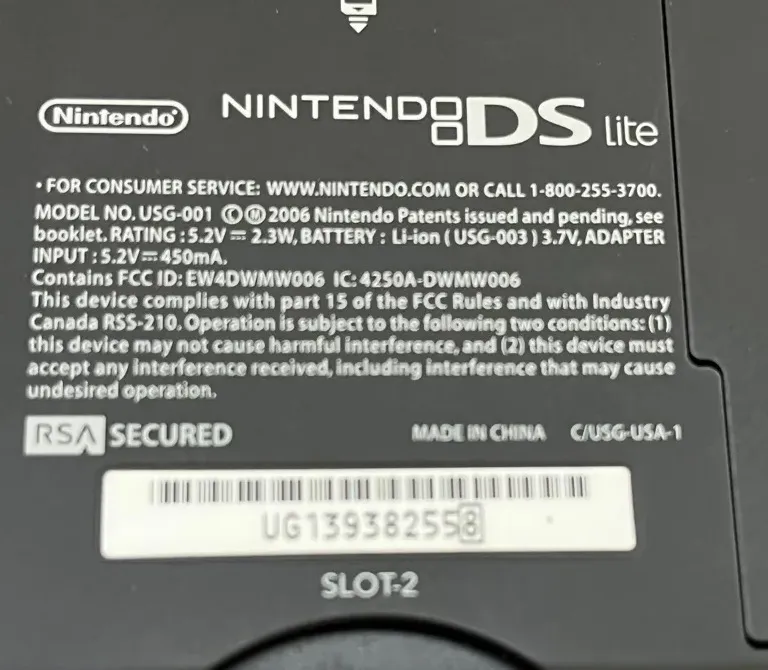 Nintendo®
NINTENDO DS lite
• FOR CONSUMER SERVICE: WWW.NINTENDO.COM OR CALL 1-800-255-3700.
MODEL NO. USG-001 ©Ⓜ 2006 Nintendo Patents issued and pending, see
booklet. RATING : 5.2V⎓ 2.3W, BATTERY : Li-ion ( USG-003 ) 3.7V, ADAPTER
INPUT : 5.2V⎓450mA.
Contains FCC ID: EW4DWMW006 IC: 4250A-DWMW006
This device complies with part 15 of the FCC Rules and with Industry
Canada RSS-210. Operation is subject to the following two conditions: (1)
this device may not cause harmful interference, and (2) this device must
accept any interference received, including interference that may cause
undesired operation.
RSA SECURED MADE IN CHINA C/USG-USA-1
UG139382558
SLOT-2